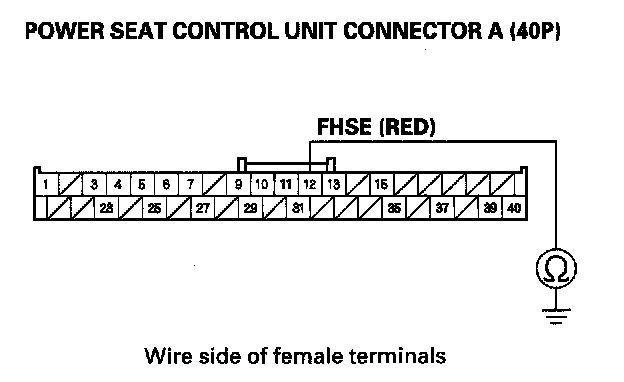 POWER SEAT CONTROL UNIT CONNECTOR A (40P)
FHSE (RED)
1 3 4 5 6 7 9 10 11 12 13 15
23 25 27 29 31 35 37 39 40
Ω
Wire side of female terminals